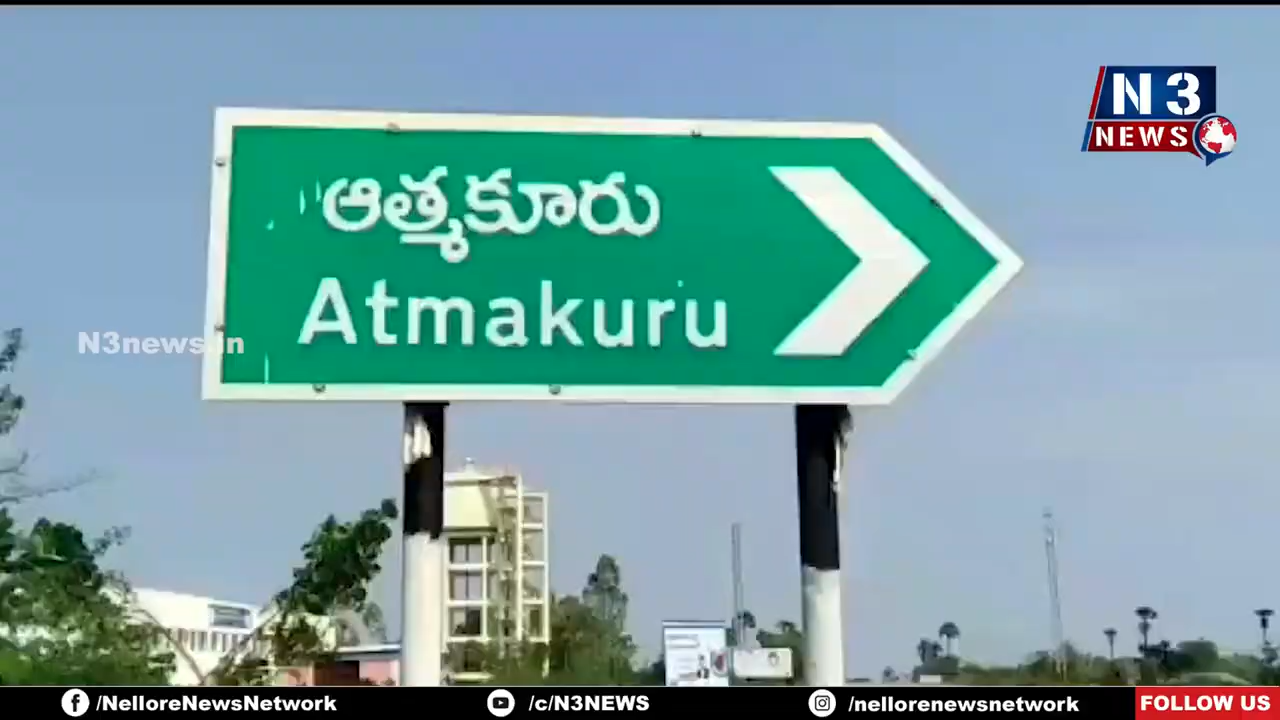 N3
NEWS
ఆత్మకూరు
Atmakuru
N3news.in
/NelloreNewsNetwork
/c/N3NEWS
/nellorenewsnetwork
FOLLOW US